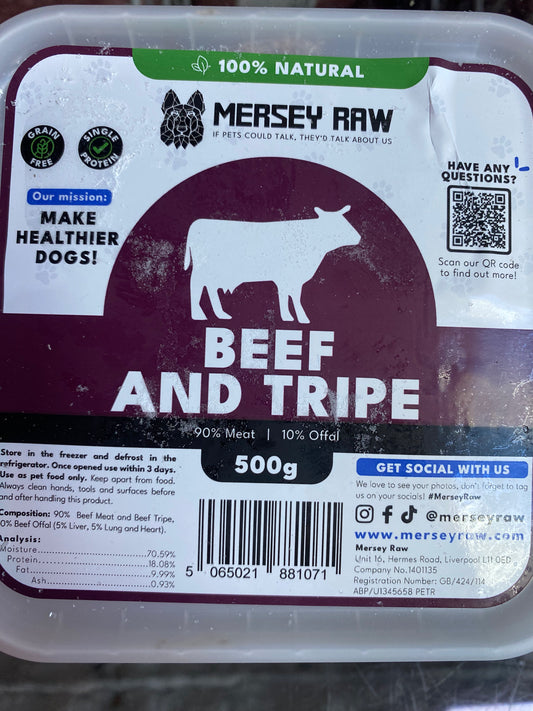 100% NATURAL
MERSEY RAW
IF PETS COULD TALK, THEY'D TALK ABOUT US
GRAIN
FREE
SINGLE
PROTEIN
Our mission:
MAKE
HEALTHIER
DOGS!
HAVE ANY
QUESTIONS?
Scan our QR code
to find out more!
BEEF
AND TRIPE
90% Meat | 10% Offal
500g
Store in the freezer and defrost in the
refrigerator. Once opened use within 3 days.
Use as pet food only. Keep apart from food.
Always clean hands, tools and surfaces before
and after handling this product.
Composition: 90% Beef Meat and Beef Tripe,
0% Beef Offal (5% Liver, 5% Lung and Heart).
Analysis:
Moisture 70.59%
Protein 18.08%
Fat 9.99%
Ash 0.93%
5 065021 881071
GET SOCIAL WITH US
We love to see your photos, don't forget to tag
us on your socials! #MerseyRaw
@merseyraw
www.merseyraw.com
Mersey Raw
Unit 16, Hermes Road, Liverpool L11 0ED
Company No.1401135
Registration Number: GB/424/114
ABP/U1345658 PETR